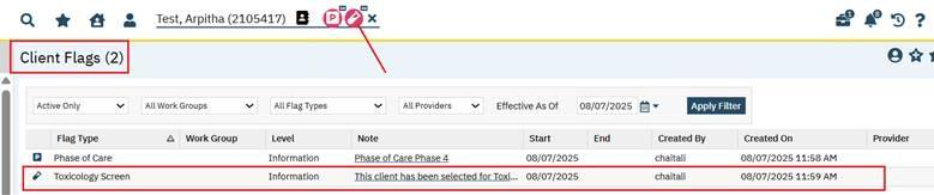 Test, Arpitha (2105417) P
Client Flags (2)
Active Only All Work Groups All Flag Types All Providers Effective As Of 08/07/2025 Apply Filter
Flag Type Work Group Level Note Start End Created By Created On Provider
P Phase of Care Information Phase of Care Phase 4 08/07/2025 chaitali 08/07/2025 11:58 AM
Toxicology Screen Information This client has been selected for Toxi... 08/07/2025 chaitali 08/07/2025 11:59 AM